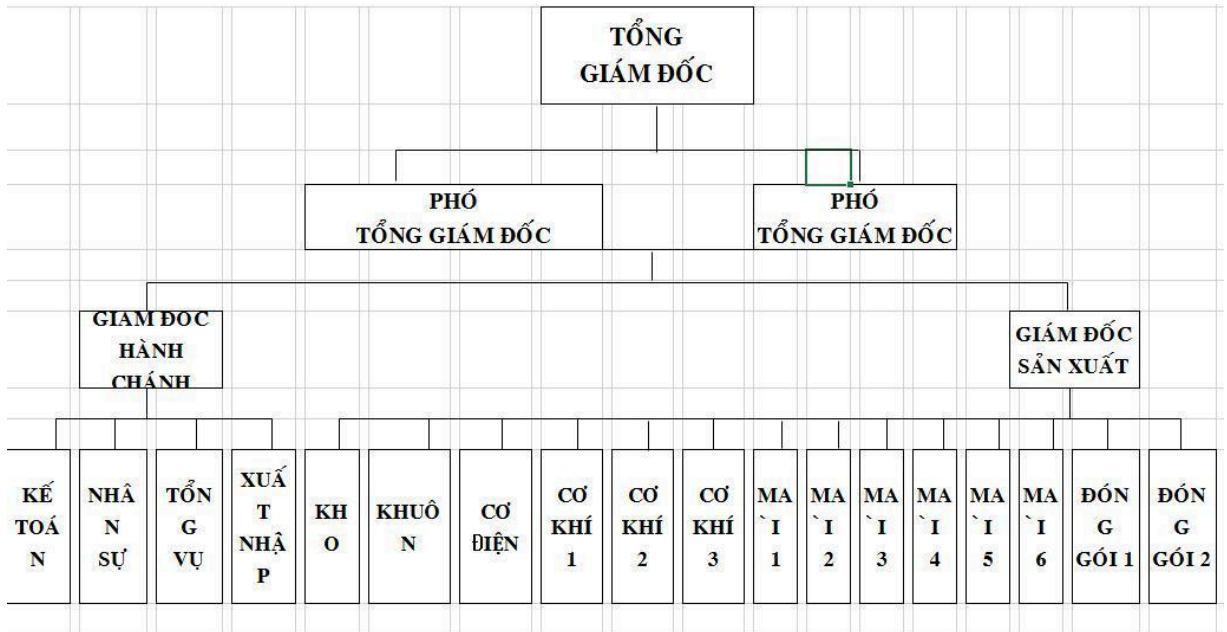 TỔNG
GIÁM ĐỐC
PHÓ
TỔNG GIÁM ĐỐC
PHÓ
TỔNG GIÁM ĐỐC
GIÁM ĐỐC
HÀNH
CHÁNH
GIÁM ĐỐC
SẢN XUẤT
KẾ
TOÁ
N
NHÂ
N
SỰ
TỔN
G
VỤ
XUẤ
T
NHẬ
P
KH
O
KHUÔ
N
CƠ
ĐIỆN
CƠ
KHÍ
1
CƠ
KHÍ
2
CƠ
KHÍ
3
MA
̀I
1
MA
̀I
2
MA
̀I
3
MA
̀I
4
MA
̀I
5
MA
̀I
6
ĐÓN
G
GÓI 1
ĐÓN
G
GÓI 2